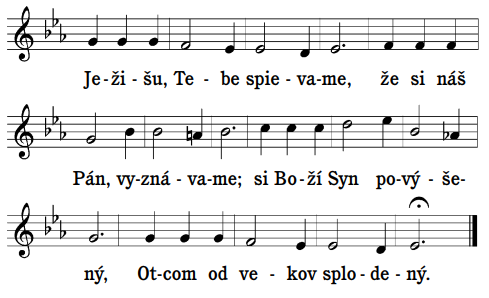 Je-ži-šu, Te-be spie-va-me, že si náš
Pán, vy-zná-va-me; si Bo-ží Syn po-vý-še-
ný, Ot-com od ve-kov splo-de-ný.